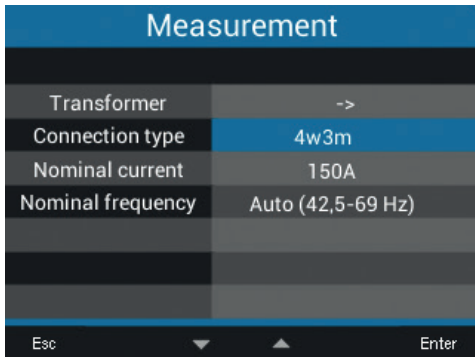 Measurement
Transformer ->
Connection type 4w3m
Nominal current 150A
Nominal frequency Auto (42,5-69 Hz)
Esc Enter